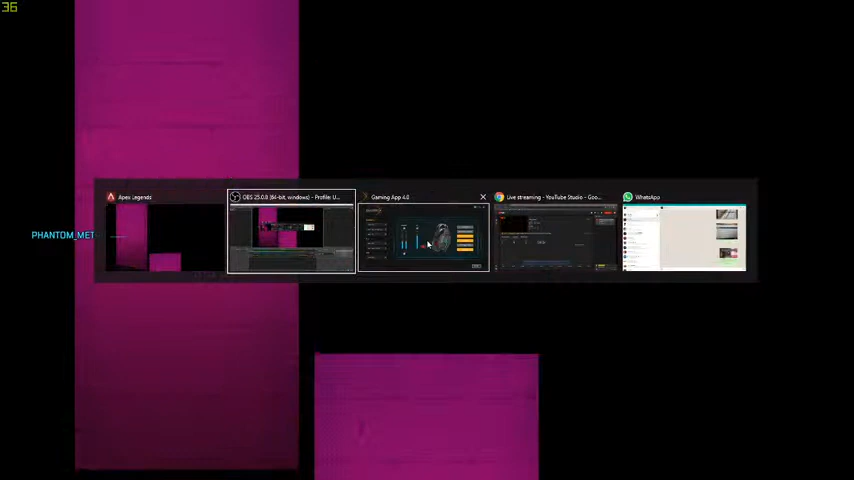 36
Apex Legends
OBS 25.0.8 (64-bit, windows) - Profile: U...
Gaming App 4.8
Live streaming - YouTube Studio - Goo...
WhatsApp
PHANTOM_MET